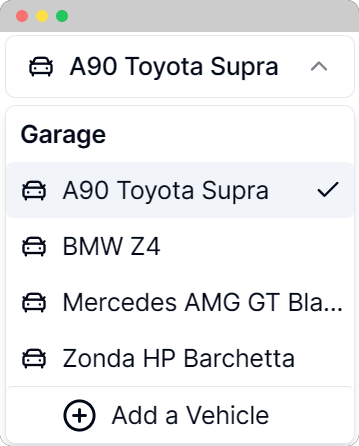 A90 Toyota Supra
Garage
A90 Toyota Supra
BMW Z4
Mercedes AMG GT Bla...
Zonda HP Barchetta
Add a Vehicle